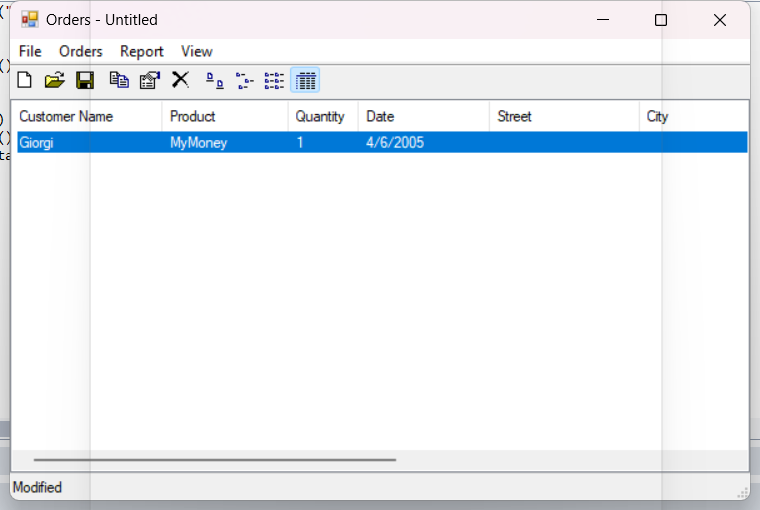 Orders - Untitled
File Orders Report View
Customer Name Product Quantity Date Street City
Giorgi MyMoney 1 4/6/2005
Modified